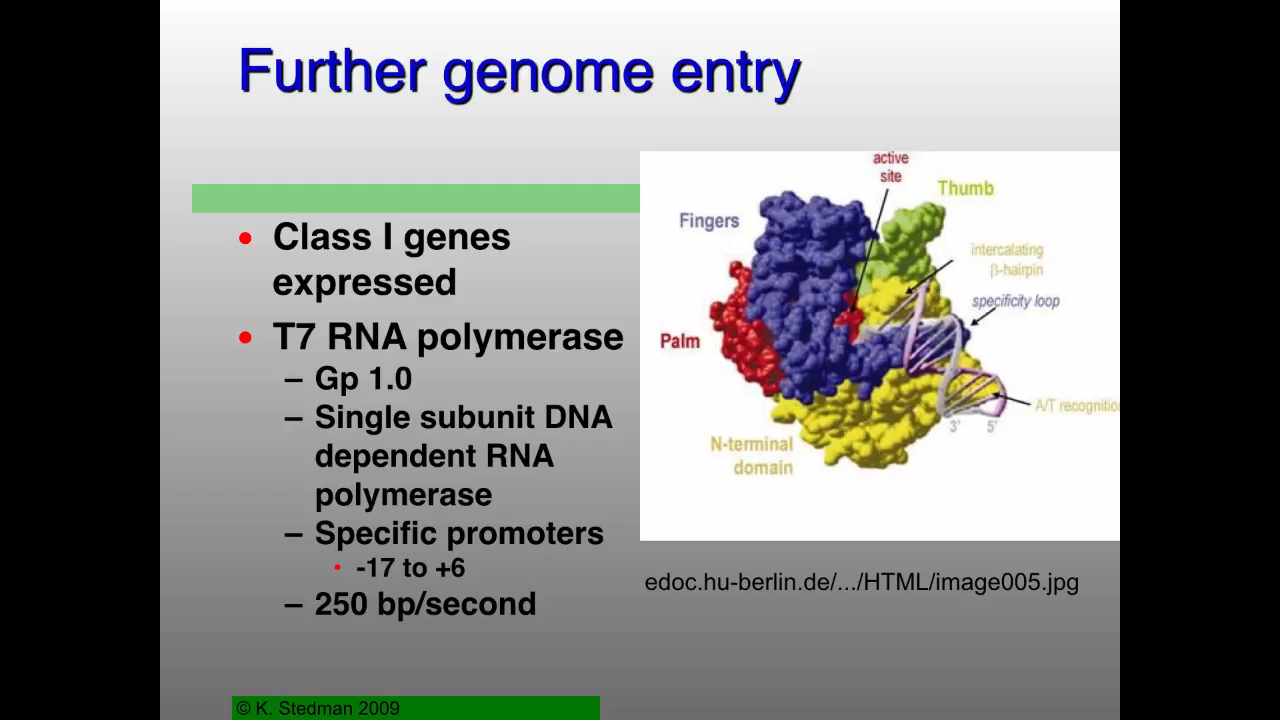 Further genome entry
• Class I genes
expressed
• T7 RNA polymerase
– Gp 1.0
– Single subunit DNA
dependent RNA
polymerase
– Specific promoters
• -17 to +6
– 250 bp/second
active
site
Thumb
Fingers
intercalating
β-hairpin
specificity loop
Palm
A/T recognitio
3' 5'
N-terminal
domain
edoc.hu-berlin.de/.../HTML/image005.jpg
© K. Stedman 2009